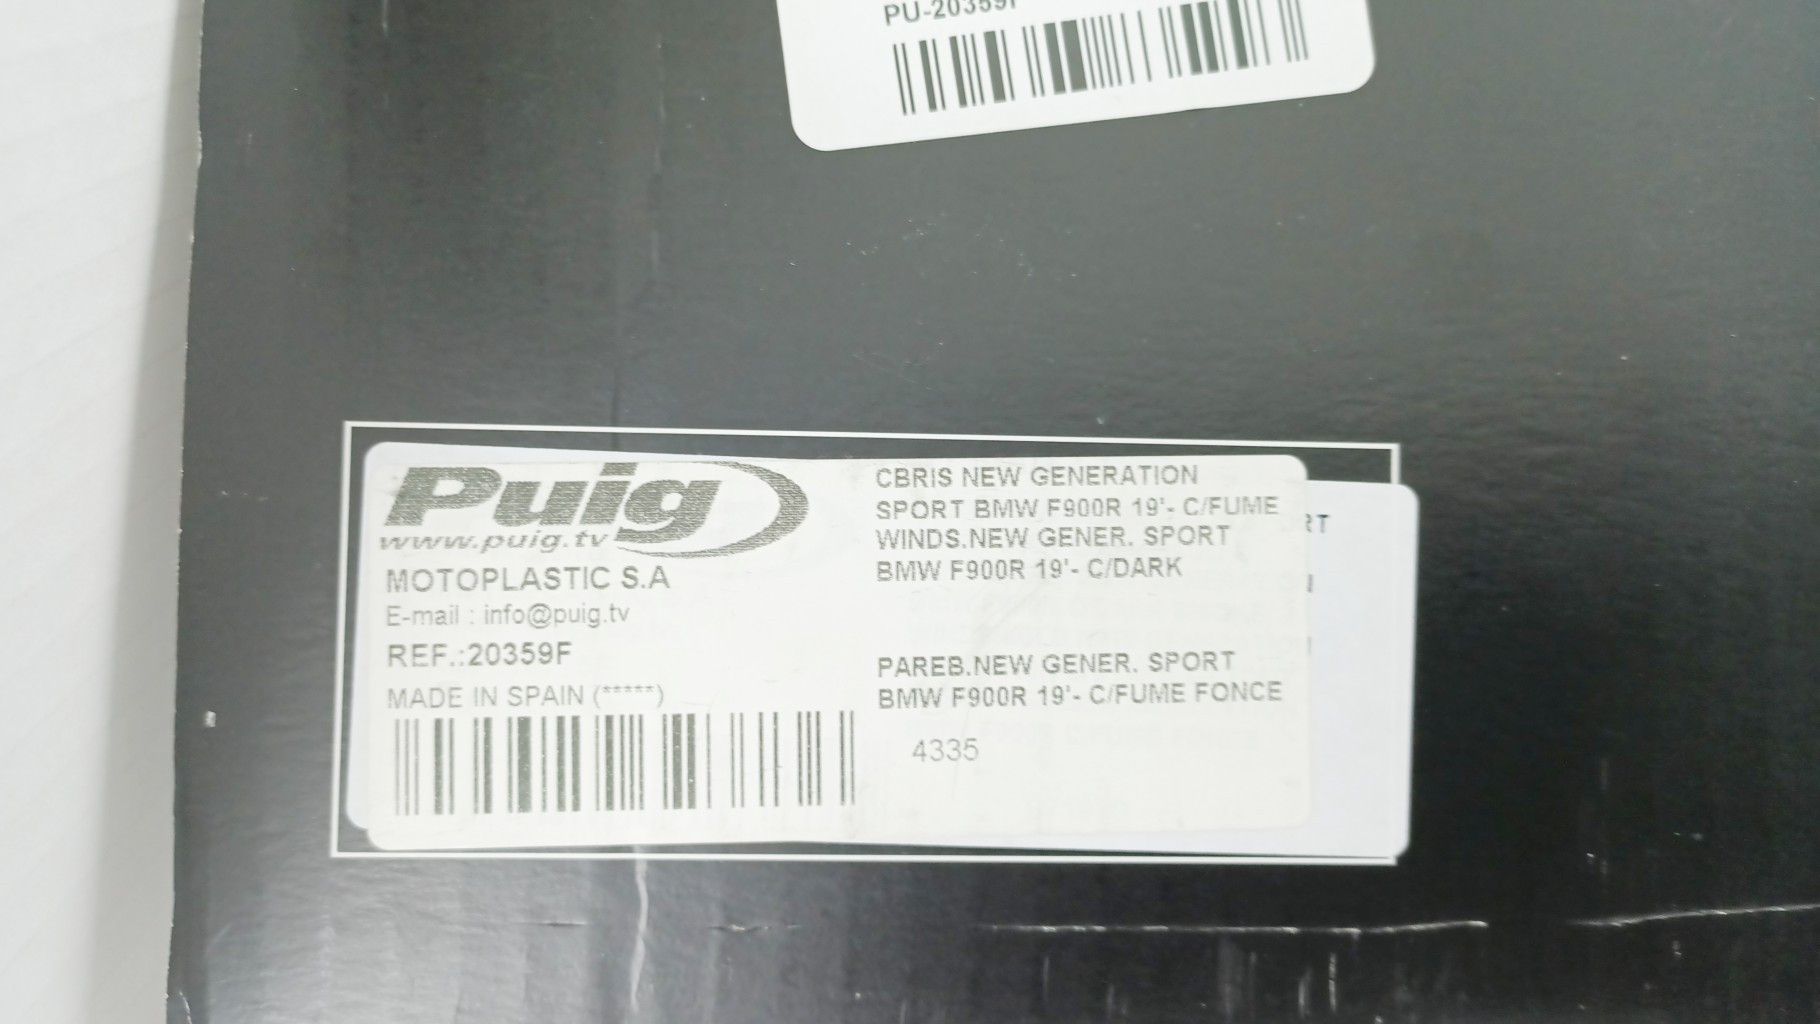 PU-20359F
Puig
www.puig.tv
MOTOPLASTIC S.A
E-mail : info@puig.tv
REF.:20359F
MADE IN SPAIN (*****)
CBRIS NEW GENERATION
SPORT BMW F900R 19'- C/FUME
WINDS.NEW GENER. SPORT
BMW F900R 19'- C/DARK
PAREB.NEW GENER. SPORT
BMW F900R 19'- C/FUME FONCE
4335